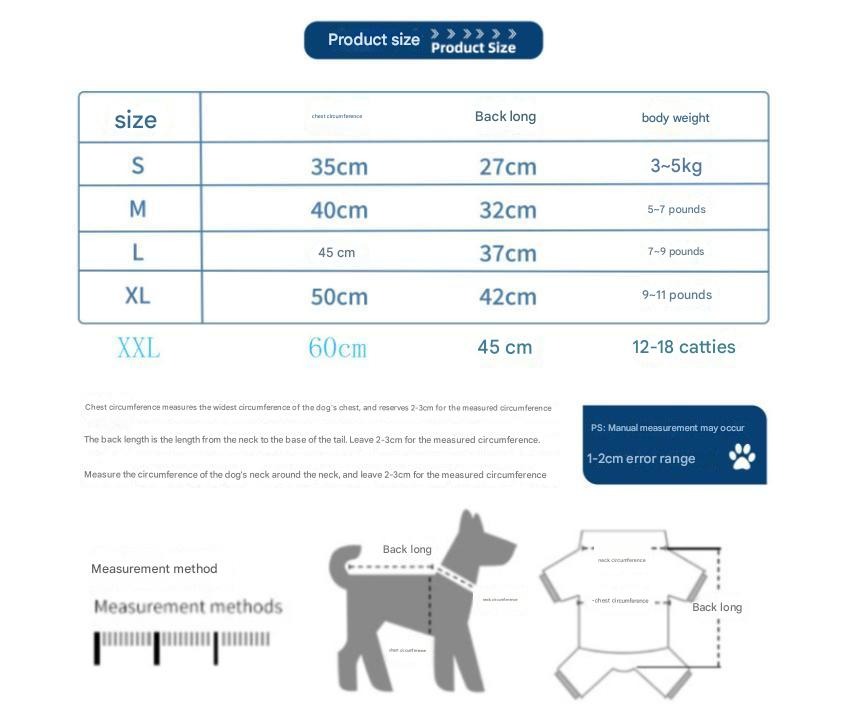 Product size
Product Size
size chest circumference Back long body weight
S 35cm 27cm 3~5kg
M 40cm 32cm 5~7 pounds
L 45 cm 37cm 7~9 pounds
XL 50cm 42cm 9~11 pounds
XXL 60cm 45 cm 12-18 catties
Chest circumference measures the widest circumference of the dog's chest, and reserves 2-3cm for the measured circumference
The back length is the length from the neck to the base of the tail. Leave 2-3cm for the measured circumference.
Measure the circumference of the dog's neck around the neck, and leave 2-3cm for the measured circumference
PS: Manual measurement may occur
1-2cm error range
Measurement method
Measurement methods
Back long
neck circumference
chest circumference
neck circumference
-chest circumference
Back long